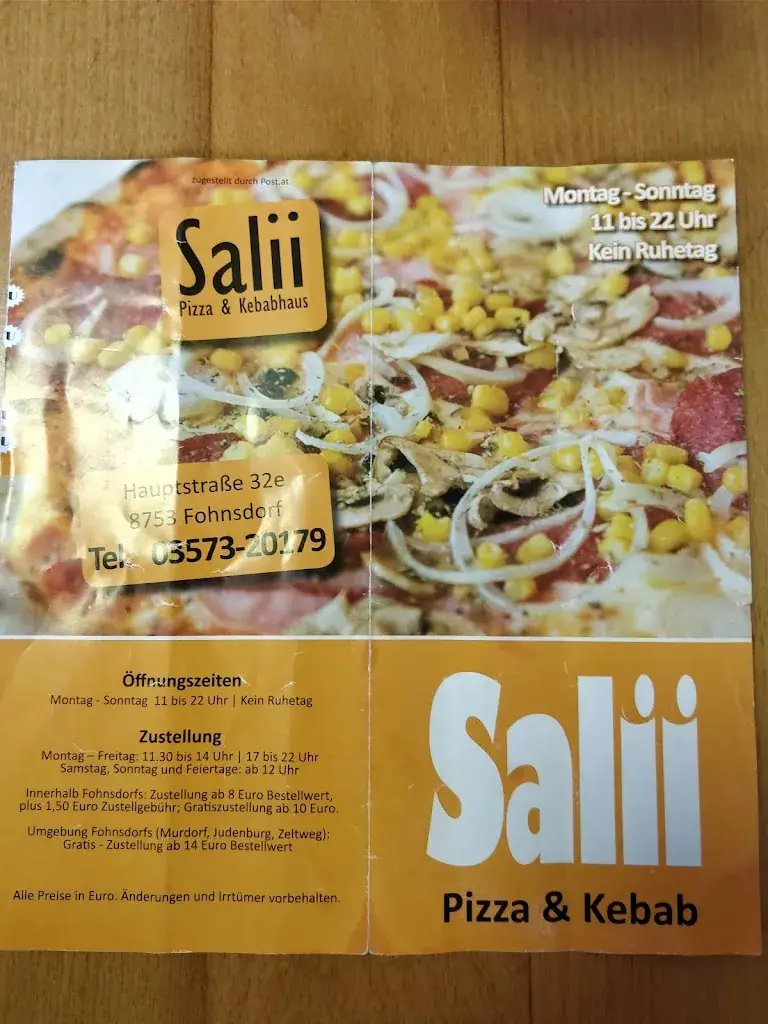 zugestellt durch Post.at
Salii
Pizza & Kebabhaus
Hauptstraße 32e
8753 Fohnsdorf
Tel. 03573-20179
Öffnungszeiten
Montag - Sonntag 11 bis 22 Uhr | Kein Ruhetag
Zustellung
Montag – Freitag: 11.30 bis 14 Uhr | 17 bis 22 Uhr
Samstag, Sonntag und Feiertage: ab 12 Uhr
Innerhalb Fohnsdorfs: Zustellung ab 8 Euro Bestellwert,
plus 1,50 Euro Zustellgebühr; Gratiszustellung ab 10 Euro.
Umgebung Fohnsdorfs (Murdorf, Judenburg, Zeltweg):
Gratis - Zustellung ab 14 Euro Bestellwert
Alle Preise in Euro. Änderungen und Irrtümer vorbehalten.
Montag - Sonntag
11 bis 22 Uhr
Kein Ruhetag
Salii
Pizza & Kebab